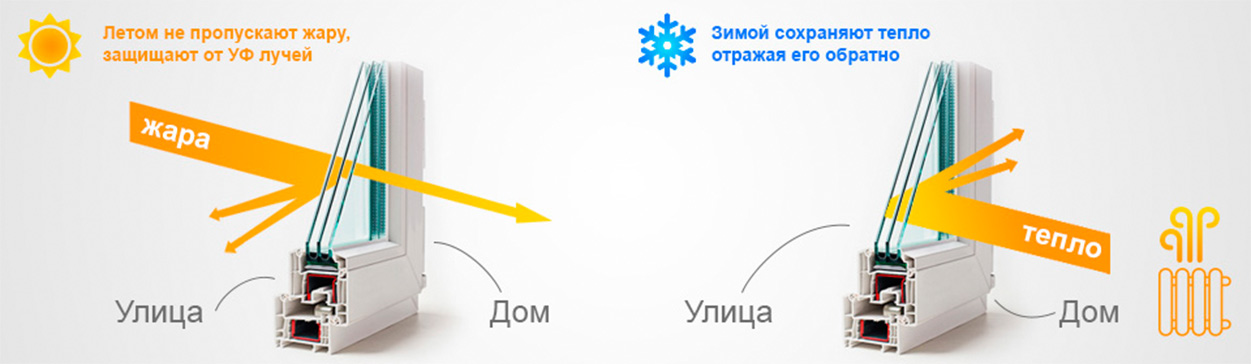 Летом не пропускают жару,
защищают от УФ лучей
жара
Улица
Дом
Зимой сохраняют тепло
отражая его обратно
тепло
Улица
Дом